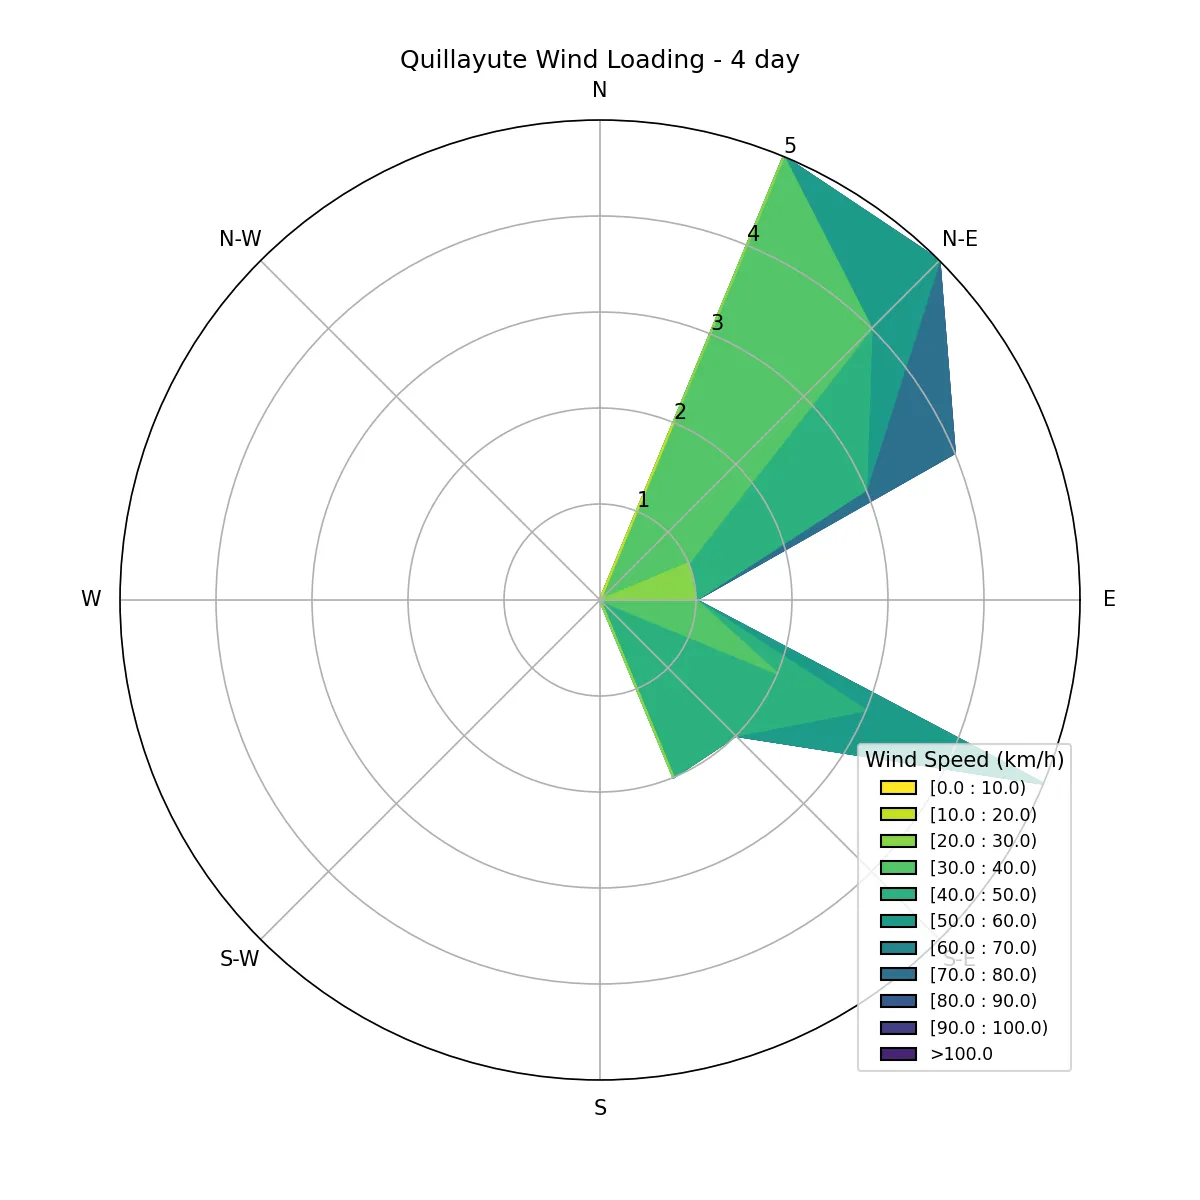 Quillayute Wind Loading - 4 day
N
5
4
N-W
N-E
3
2
1
W
E
Wind Speed (km/h)
[0.0 : 10.0)
[10.0 : 20.0)
[20.0 : 30.0)
[30.0 : 40.0)
[40.0 : 50.0)
[50.0 : 60.0)
[60.0 : 70.0)
[70.0 : 80.0)
[80.0 : 90.0)
[90.0 : 100.0)
>100.0
S-W
S-E
S